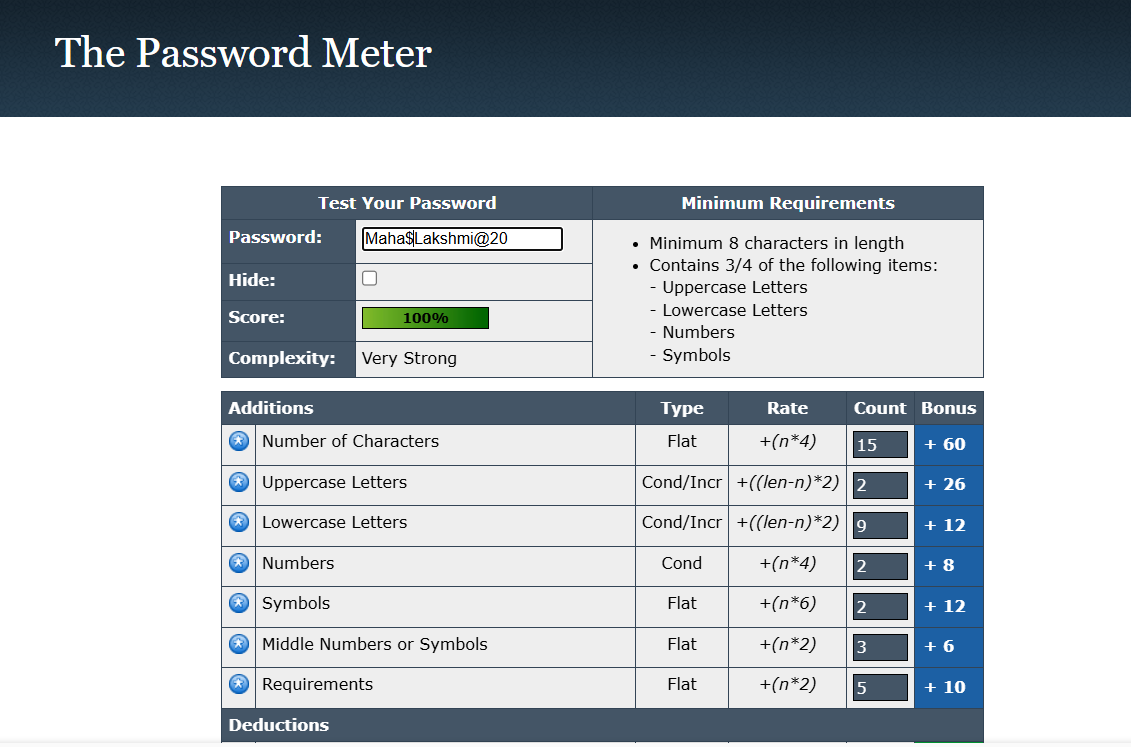 The Password Meter
Test Your Password
Minimum Requirements
Password:
Maha$Lakshmi@20
Hide:
Score:
100%
Complexity:
Very Strong
• Minimum 8 characters in length
• Contains 3/4 of the following items:
- Uppercase Letters
- Lowercase Letters
- Numbers
- Symbols
Additions Type Rate Count Bonus
Number of Characters Flat +(n*4) 15 + 60
Uppercase Letters Cond/Incr +((len-n)*2) 2 + 26
Lowercase Letters Cond/Incr +((len-n)*2) 9 + 12
Numbers Cond +(n*4) 2 + 8
Symbols Flat +(n*6) 2 + 12
Middle Numbers or Symbols Flat +(n*2) 3 + 6
Requirements Flat +(n*2) 5 + 10
Deductions